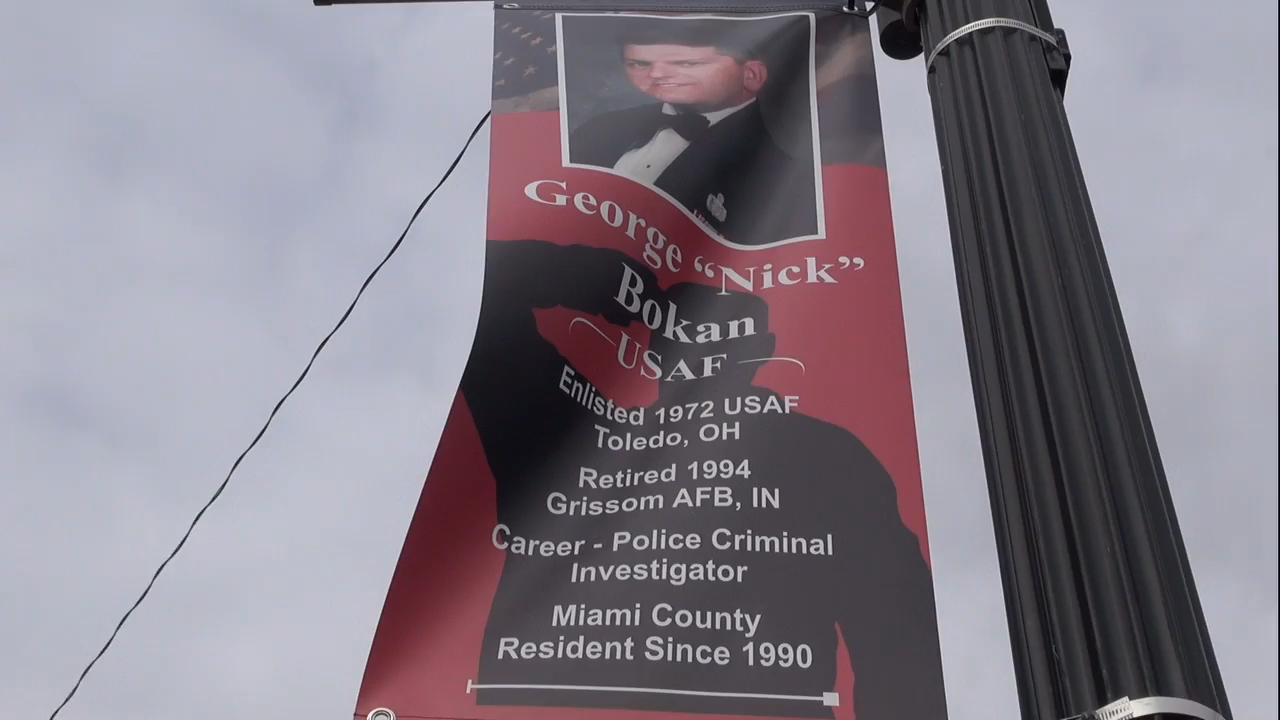 George “Nick”
Bokan
USAF
Enlisted 1972 USAF
Toledo, OH
Retired 1994
Grissom AFB, IN
Career - Police Criminal
Investigator
Miami County
Resident Since 1990